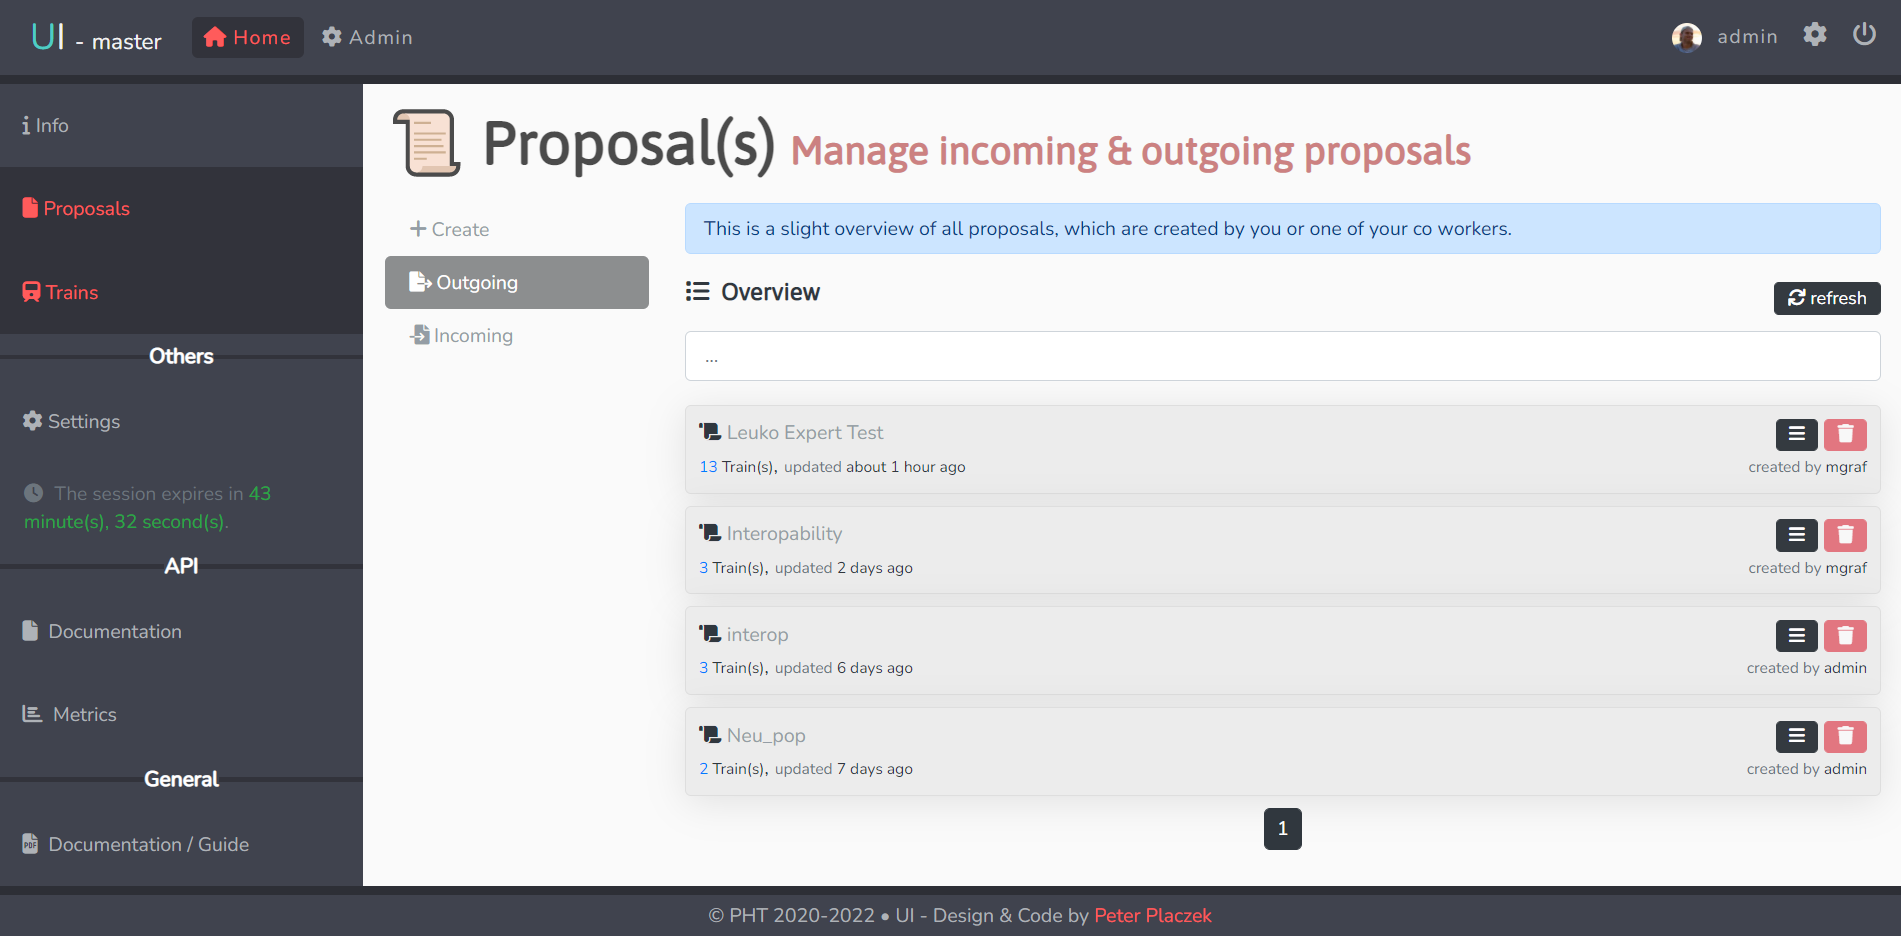 UI - master
Home
Admin
admin
Info
Proposals
Trains
Others
Settings
The session expires in 43
minute(s), 32 second(s).
API
Documentation
Metrics
General
Documentation / Guide
Proposal(s) Manage incoming & outgoing proposals
Create
Outgoing
Incoming
This is a slight overview of all proposals, which are created by you or one of your co workers.
Overview
refresh
...
Leuko Expert Test
13 Train(s), updated about 1 hour ago
created by mgraf
Interopability
3 Train(s), updated 2 days ago
created by mgraf
interop
3 Train(s), updated 6 days ago
created by admin
Neu_pop
2 Train(s), updated 7 days ago
created by admin
1
© PHT 2020-2022 • UI - Design & Code by Peter Placzek